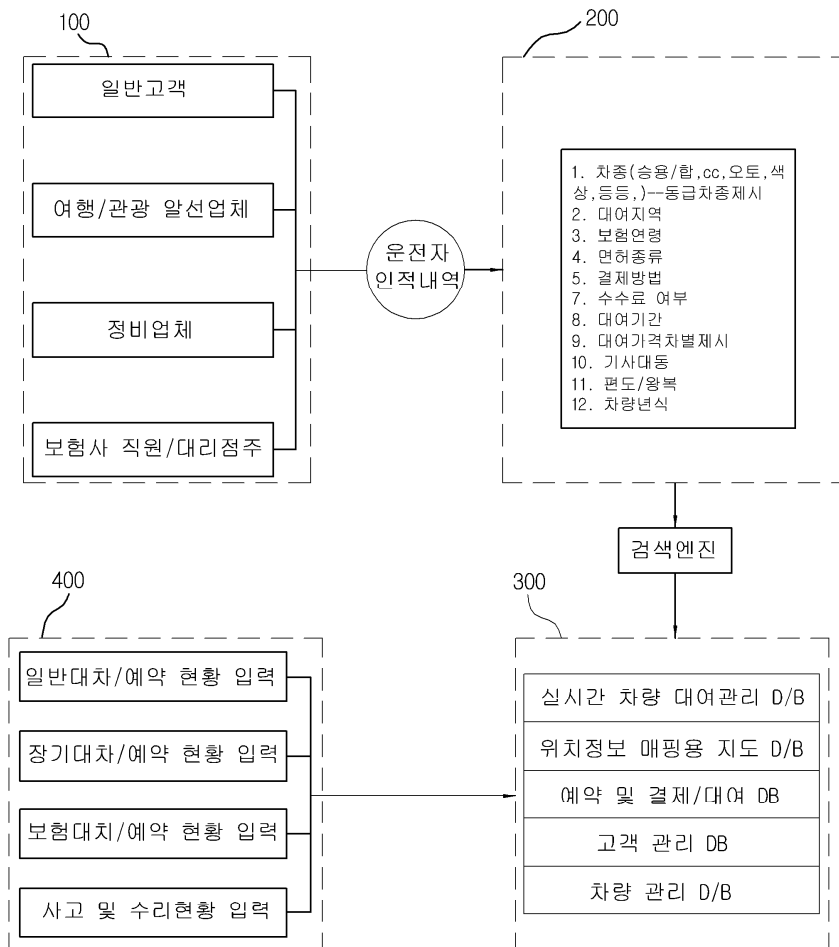 100
일반고객
여행/관광 알선업체
정비업체
보험사 직원/대리점주
운전자
인적내역
200
1. 차종(승용/합,cc,오토,색
상,등등,)--동급차종제시
2. 대여지역
3. 보험연령
4. 면허종류
5. 결제방법
7. 수수료 여부
8. 대여기간
9. 대여가격차별제시
10. 기사대동
11. 편도/왕복
12. 차량년식
검색엔진
400
일반대차/예약 현황 입력
장기대차/예약 현황 입력
보험대치/예약 현황 입력
사고 및 수리현황 입력
300
실시간 차량 대여관리 D/B
위치정보 매핑용 지도 D/B
예약 및 결제/대여 DB
고객 관리 DB
차량 관리 D/B